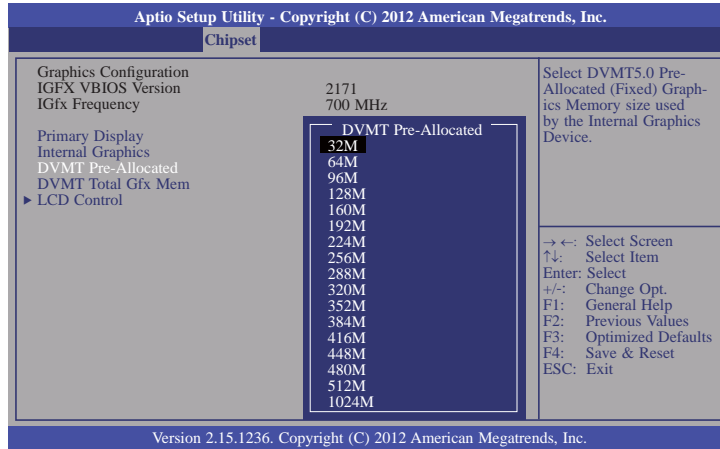 Aptio Setup Utility - Copyright (C) 2012 American Megatrends, Inc.
Chipset
Graphics Configuration
IGFX VBIOS Version 2171
IGfx Frequency 700 MHz
Primary Display
Internal Graphics
DVMT Pre-Allocated
DVMT Total Gfx Mem
▶ LCD Control
DVMT Pre-Allocated
32M
64M
96M
128M
160M
192M
224M
256M
288M
320M
352M
384M
416M
448M
480M
512M
1024M
Select DVMT5.0 Pre-
Allocated (Fixed) Graph-
ics Memory size used
by the Internal Graphics
Device.
→←: Select Screen
↑↓: Select Item
Enter: Select
+/-: Change Opt.
F1: General Help
F2: Previous Values
F3: Optimized Defaults
F4: Save & Reset
ESC: Exit
Version 2.15.1236. Copyright (C) 2012 American Megatrends, Inc.